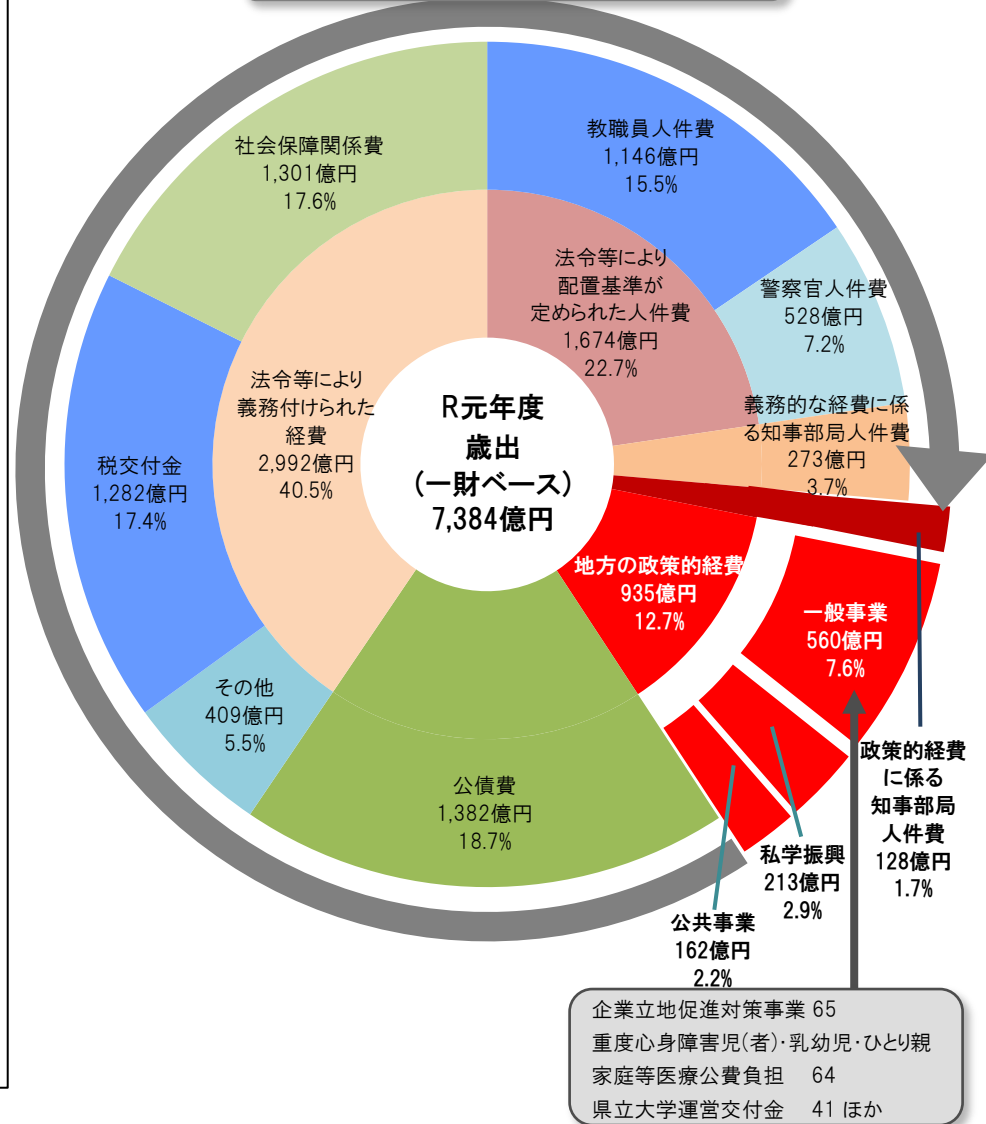 教職員人件費
1,146億円
15.5%
社会保障関係費
1,301億円
17.6%
法令等により
配置基準が
定められた人件費
1,674億円
22.7%
警察官人件費
528億円
7.2%
義務的な経費に係
る知事部局人件費
273億円
3.7%
法令等により
義務付けられた
経費
2,992億円
40.5%
R元年度
歳出
(一財ベース)
7,384億円
税交付金
1,282億円
17.4%
地方の政策的経費
935億円
12.7%
一般事業
560億円
7.6%
その他
409億円
5.5%
公債費
1,382億円
18.7%
政策的経費
に係る
知事部局
人件費
128億円
1.7%
私学振興
213億円
2.9%
公共事業
162億円
2.2%
企業立地促進対策事業 65
重度心身障害児(者)・乳幼児・ひとり親
家庭等医療公費負担 64
県立大学運営交付金 41 ほか